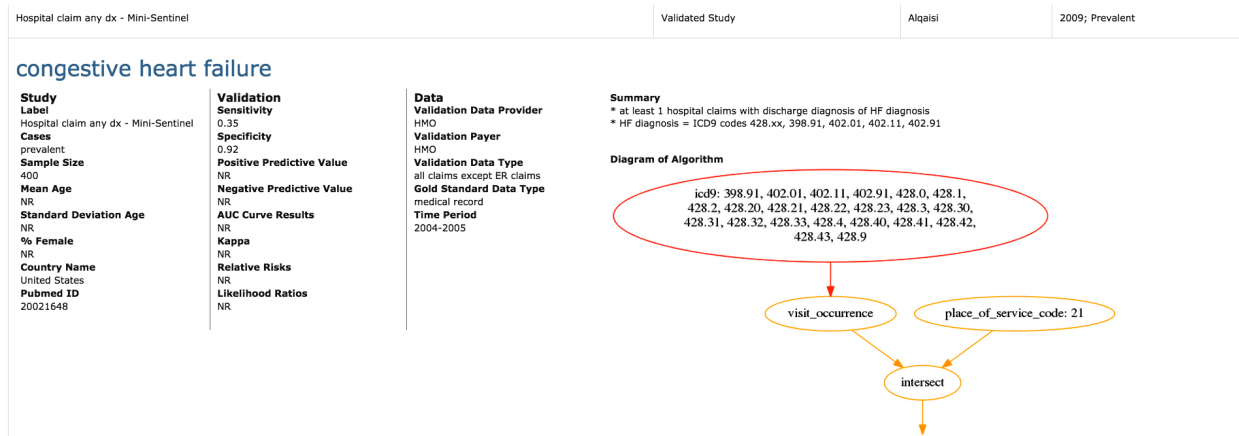 Hospital claim any dx - Mini-Sentinel
Validated Study
Alqaisi
2009; Prevalent
congestive heart failure
Study
Label
Hospital claim any dx - Mini-Sentinel
Cases
prevalent
Sample Size
400
Mean Age
NR
Standard Deviation Age
NR
% Female
NR
Country Name
United States
Pubmed ID
20021648
Validation
Sensitivity
0.35
Specificity
0.92
Positive Predictive Value
NR
Negative Predictive Value
NR
AUC Curve Results
NR
Kappa
NR
Relative Risks
NR
Likelihood Ratios
NR
Data
Validation Data Provider
HMO
Validation Payer
HMO
Validation Data Type
all claims except ER claims
Gold Standard Data Type
medical record
Time Period
2004-2005
Summary
* at least 1 hospital claims with discharge diagnosis of HF diagnosis
* HF diagnosis = ICD9 codes 428.xx, 398.91, 402.01, 402.11, 402.91
Diagram of Algorithm
icd9: 398.91, 402.01, 402.11, 402.91, 428.0, 428.1,
428.2, 428.20, 428.21, 428.22, 428.23, 428.3, 428.30,
428.31, 428.32, 428.33, 428.4, 428.40, 428.41, 428.42,
428.43, 428.9
visit_occurrence
place_of_service_code: 21
intersect